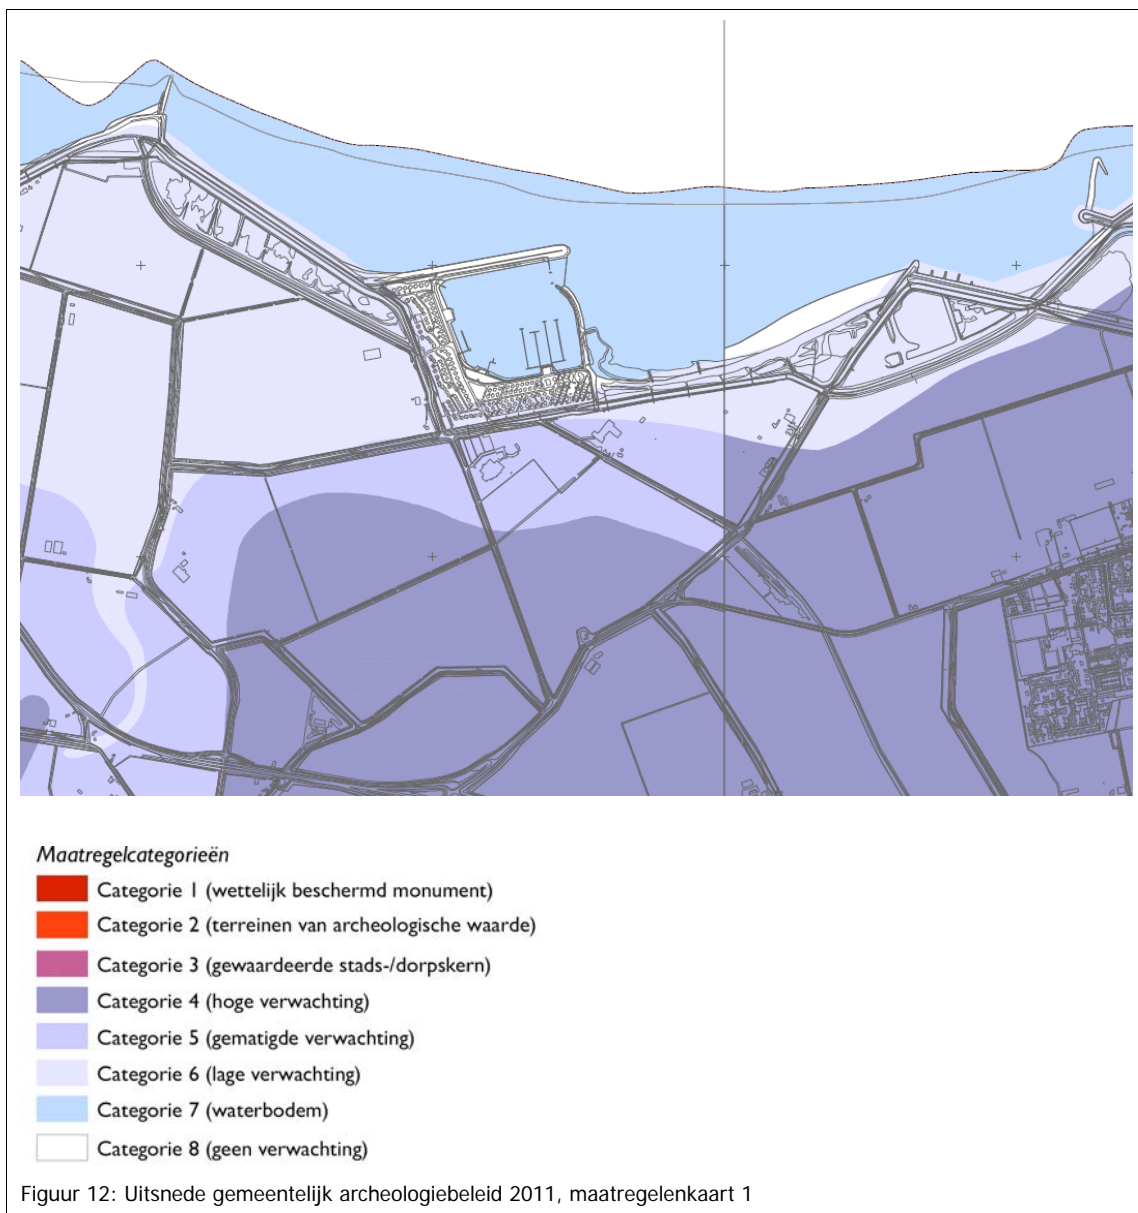 Maatregelcategorieën
Categorie 1 (wettelijk beschermd monument)
Categorie 2 (terreinen van archeologische waarde)
Categorie 3 (gewaardeerde stads-/dorpskern)
Categorie 4 (hoge verwachting)
Categorie 5 (gematigde verwachting)
Categorie 6 (lage verwachting)
Categorie 7 (waterbodem)
Categorie 8 (geen verwachting)
Figuur 12: Uitsnede gemeentelijk archeologiebeleid 2011, maatregelenkaart 1